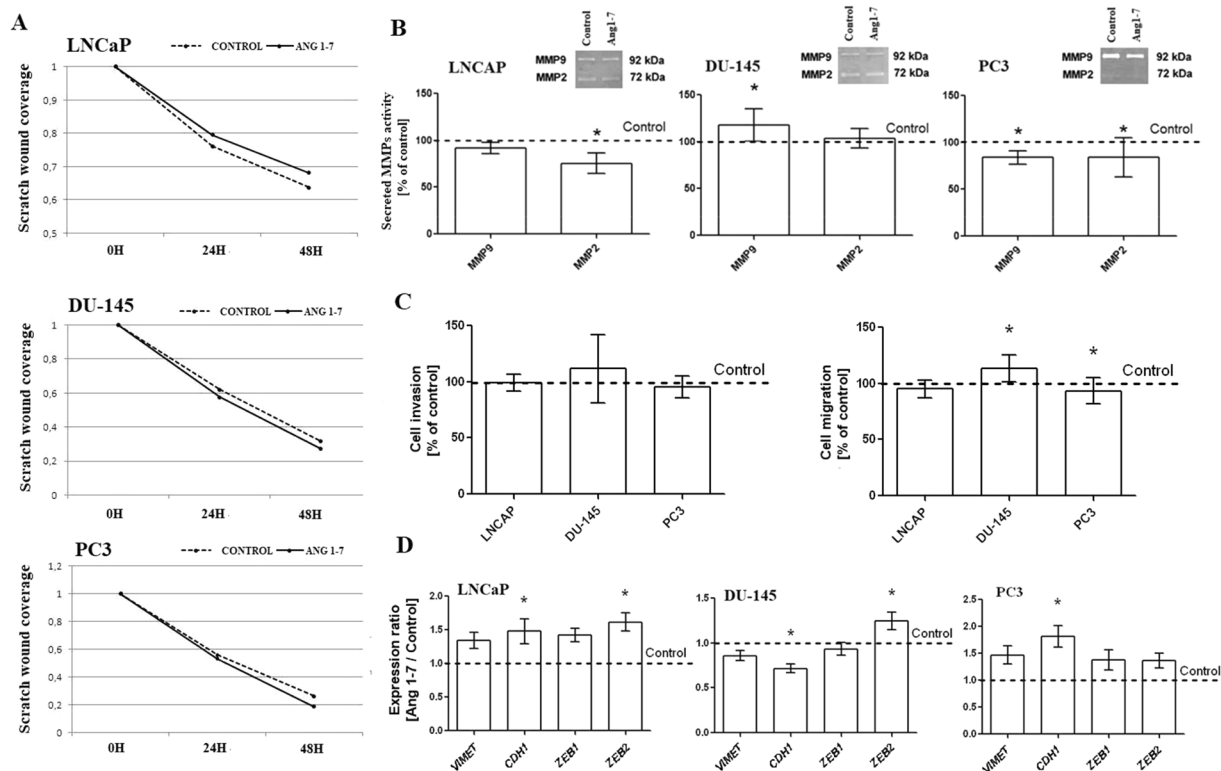 A
LNCaP
CONTROL ANG 1-7
Scratch wound coverage
1
0,9
0,8
0,7
0,6
0,5
0H 24H 48H
DU-145
CONTROL ANG 1-7
Scratch wound coverage
1
0,8
0,6
0,4
0,2
0
0H 24H 48H
PC3
CONTROL ANG 1-7
Scratch wound coverage
1,2
1
0,8
0,6
0,4
0,2
0
0H 24H 48H
B
Secreted MMPs activity
[% of control]
LNCAP
Control
Ang1-7
MMP9 92 kDa
MMP2 72 kDa
150
100
50
0
*
Control
MMP9 MMP2
DU-145
Control
Ang1-7
MMP9 92 kDa
MMP2 72 kDa
150
100
50
0
*
Control
MMP9 MMP2
PC3
Control
Ang1-7
MMP9 92 kDa
MMP2 72 kDa
150
100
50
0
* *
Control
MMP9 MMP2
C
Cell invasion
[% of control]
150
100
50
0
Control
LNCAP DU-145 PC3
Cell migration
[% of control]
150
100
50
0
* *
Control
LNCAP DU-145 PC3
D
Expression ratio
[Ang 1-7 / Control]
LNCaP
2.0
1.5
1.0
0.5
0.0
* *
Control
VIMET CDH1 ZEB1 ZEB2
DU-145
1.5
1.0
0.5
0.0
* *
Control
VIMET CDH1 ZEB1 ZEB2
PC3
2.5
2.0
1.5
1.0
0.5
0.0
*
Control
VIMET CDH1 ZEB1 ZEB2